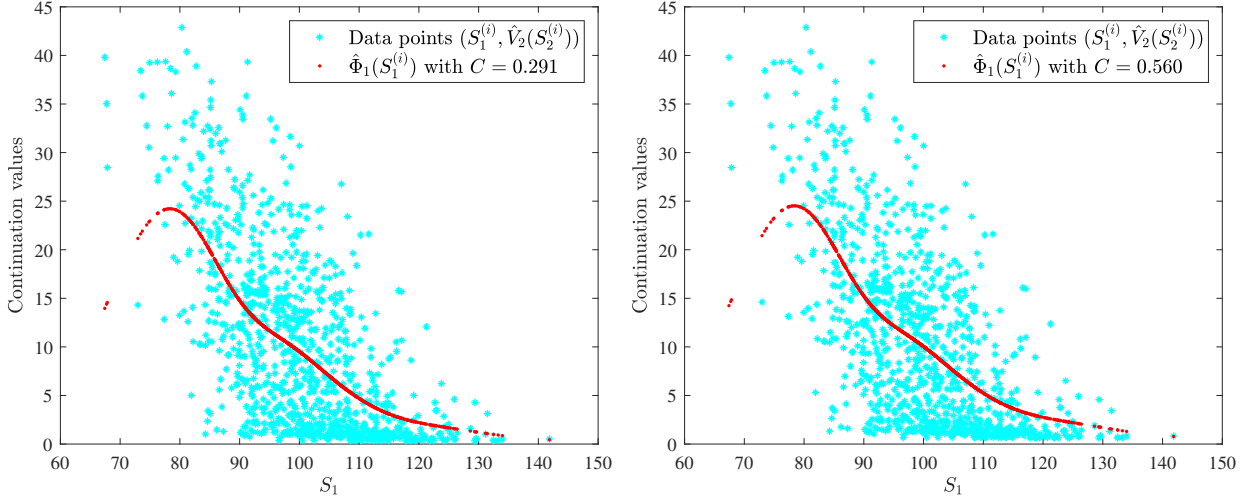 45
40
35
30
25
20
15
10
5
0
Continuation values
Data points (S₁⁽ⁱ⁾, V̂₂(S₂⁽ⁱ⁾))
Φ̂₁(S₁⁽ⁱ⁾) with C = 0.291
60 70 80 90 100 110 120 130 140 150
S₁
45
40
35
30
25
20
15
10
5
0
Continuation values
Data points (S₁⁽ⁱ⁾, V̂₂(S₂⁽ⁱ⁾))
Φ̂₁(S₁⁽ⁱ⁾) with C = 0.560
60 70 80 90 100 110 120 130 140 150
S₁